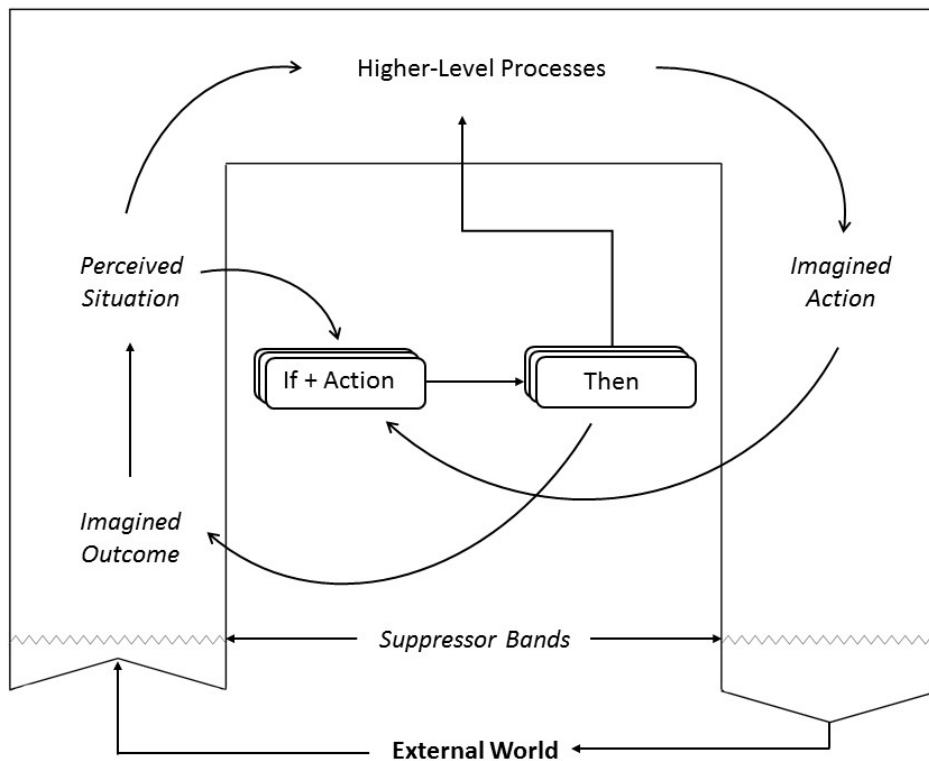 Higher-Level Processes
Perceived
Situation
Imagined
Action
If + Action
Then
Imagined
Outcome
Suppressor Bands
External World